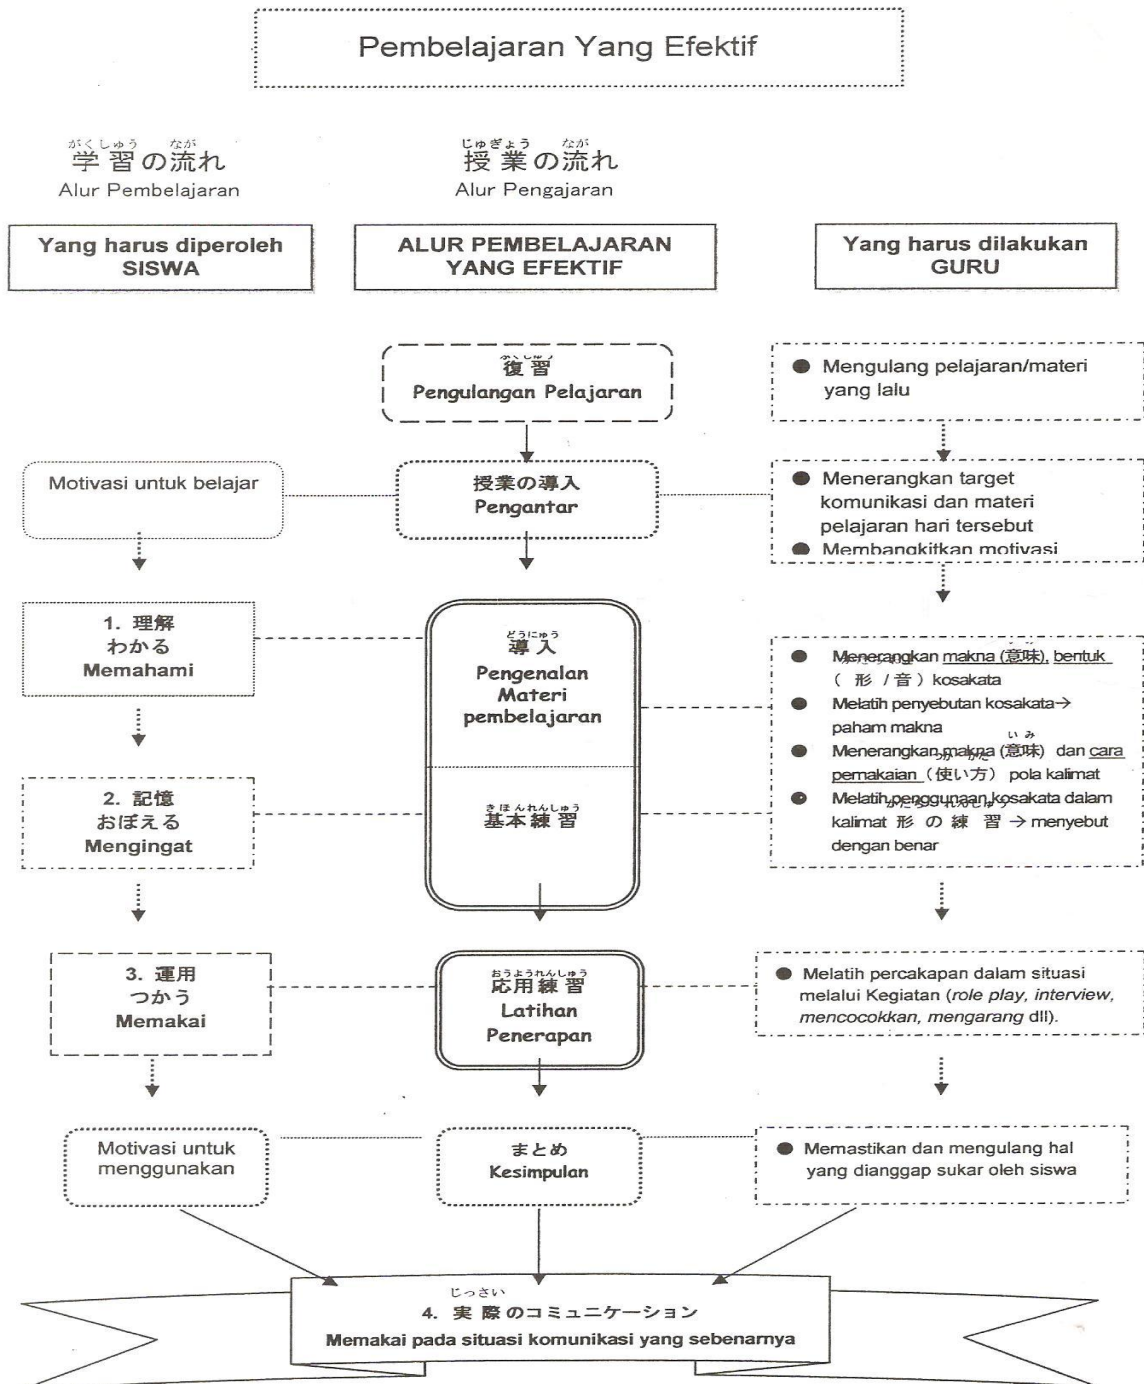 Pembelajaran Yang Efektif
がくしゅう なが
学習の流れ
Alur Pembelajaran
じゅぎょう なが
授業の流れ
Alur Pengajaran
Yang harus diperoleh
SISWA
ALUR PEMBELAJARAN
YANG EFEKTIF
Yang harus dilakukan
GURU
ふくしゅう
復習
Pengulangan Pelajaran
● Mengulang pelajaran/materi
yang lalu
Motivasi untuk belajar
授業の導入
Pengantar
● Menerangkan target
komunikasi dan materi
pelajaran hari tersebut
● Membangkitkan motivasi
1. 理解
わかる
Memahami
どうにゅう
導入
Pengenalan
Materi
pembelajaran
● Menerangkan makna (意味), bentuk
( 形 / 音 ) kosakata
● Melatih penyebutan kosakata→
paham makna
いみ
● Menerangkan makna (意味) dan cara
pemakaian (使い方) pola kalimat
● Melatih penggunaan kosakata dalam
kalimat 形 の 練 習 → menyebut
dengan benar
2. 記憶
おぼえる
Mengingat
きほんれんしゅう
基本練習
3. 運用
つかう
Memakai
おうようれんしゅう
応用練習
Latihan
Penerapan
● Melatih percakapan dalam situasi
melalui Kegiatan (role play, interview,
mencocokkan, mengarang dll).
Motivasi untuk
menggunakan
まとめ
Kesimpulan
● Memastikan dan mengulang hal
yang dianggap sukar oleh siswa
じっさい
4. 実際のコミュニケーション
Memakai pada situasi komunikasi yang sebenarnya